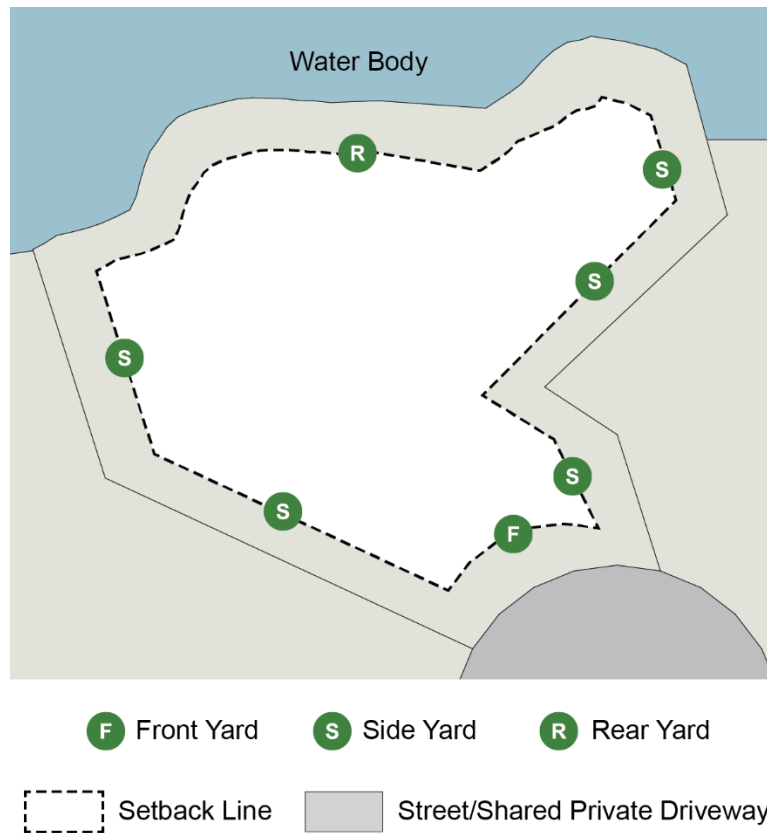 Water Body
R
S
S
S
S
S
F
F Front Yard S Side Yard R Rear Yard
Setback Line Street/Shared Private Driveway